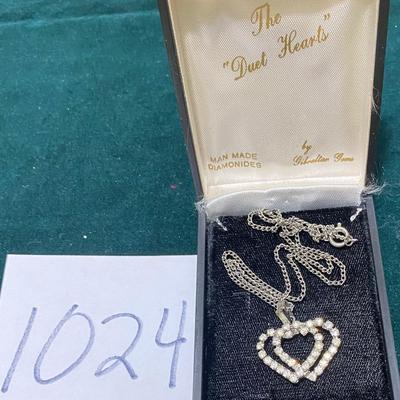 The
"Duet Hearts"
by
MAN MADE
DIAMONIDES
Gibraltar Gems
1024